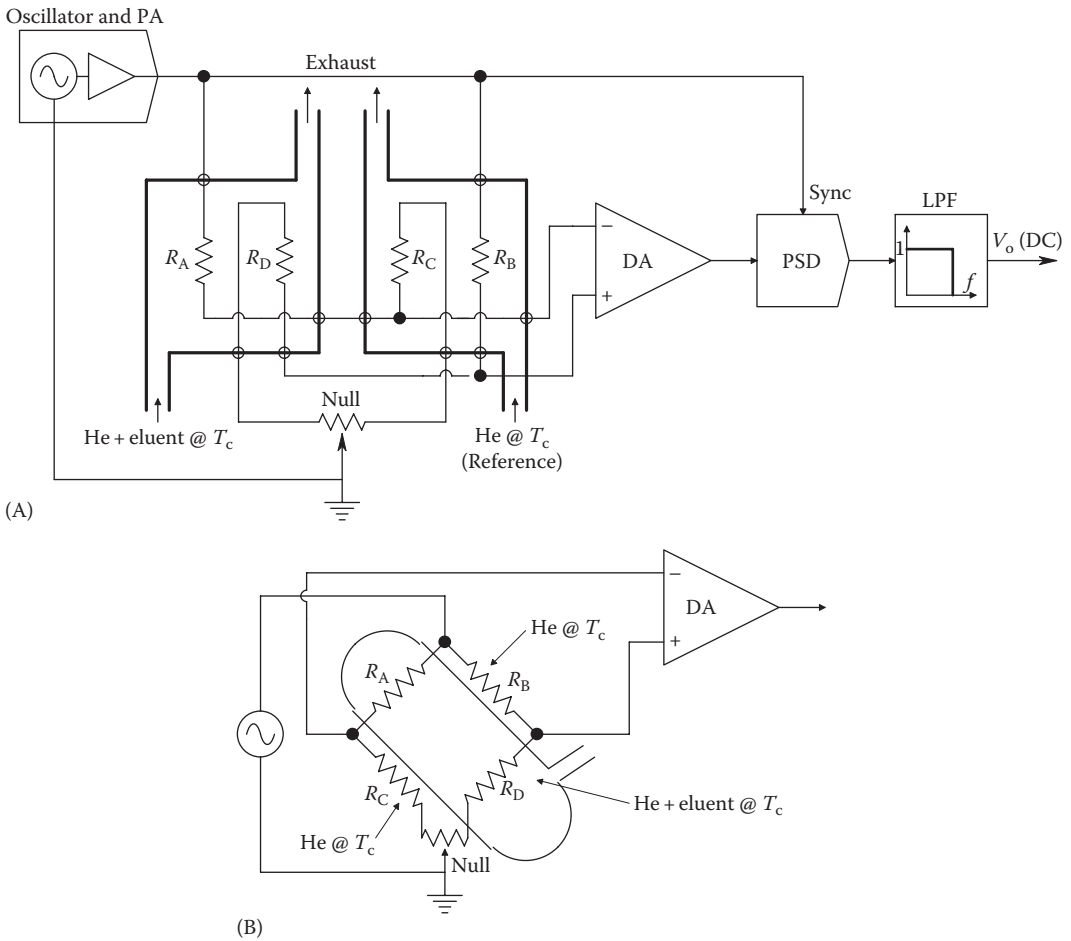 Oscillator and PA
Exhaust
Sync
LPF
R_A
R_D
R_C
R_B
−
DA
+
PSD
1
f
V_o (DC)
Null
He + eluent @ T_c
He @ T_c
(Reference)
(A)
−
DA
+
He @ T_c
R_A
R_B
R_C
R_D
He + eluent @ T_c
He @ T_c
Null
(B)